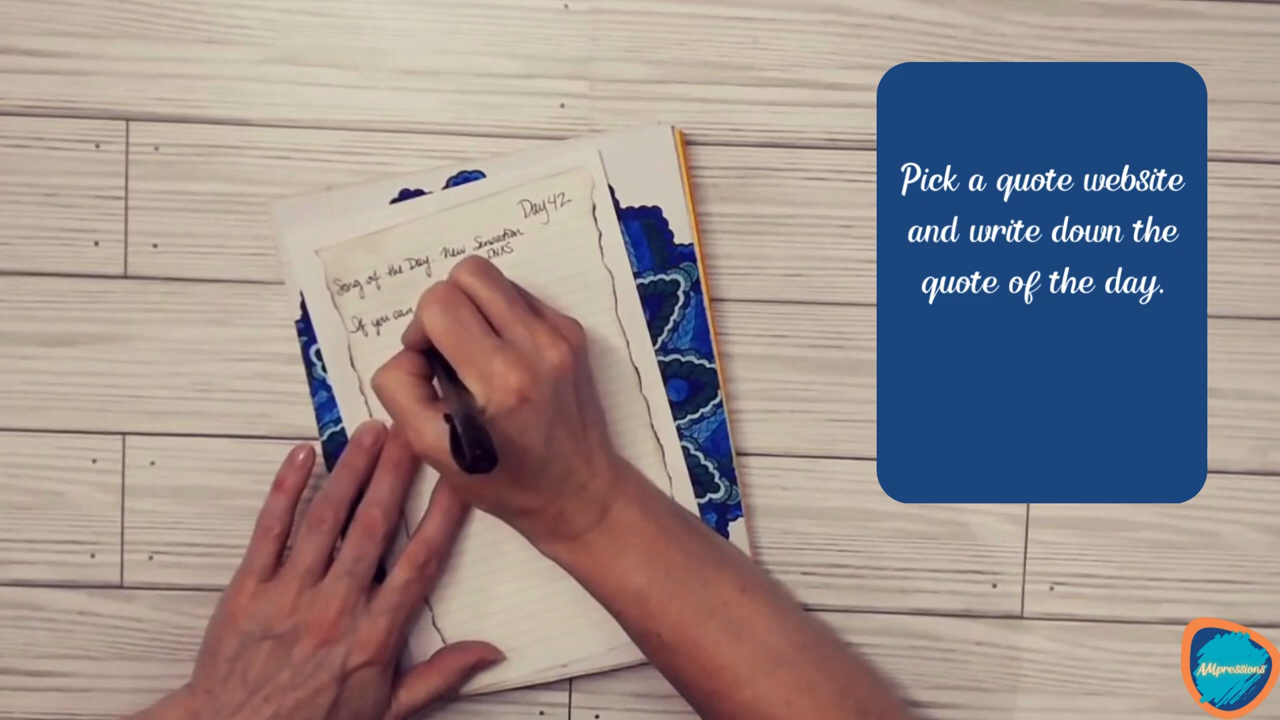 Day 42
Song of the Day New Sensation
INXS
If you can
Pick a quote website
and write down the
quote of the day.
AMpressions